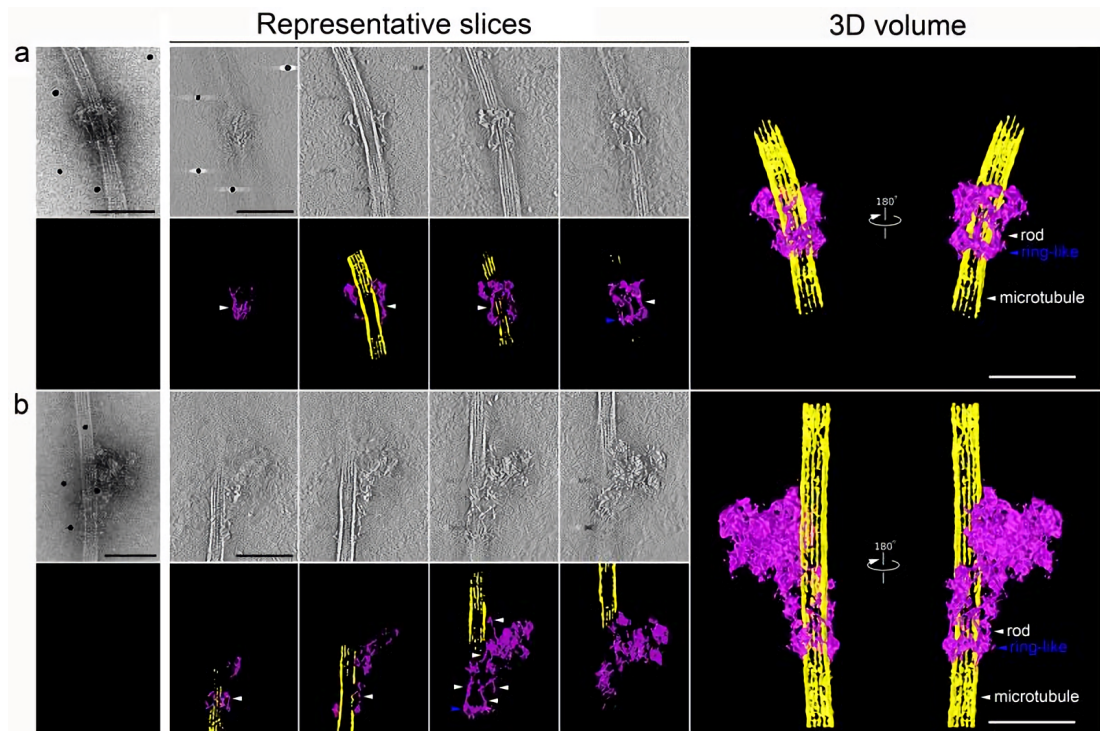 Representative slices
3D volume
a
180°
rod
ring-like
microtubule
b
180°
rod
ring-like
microtubule